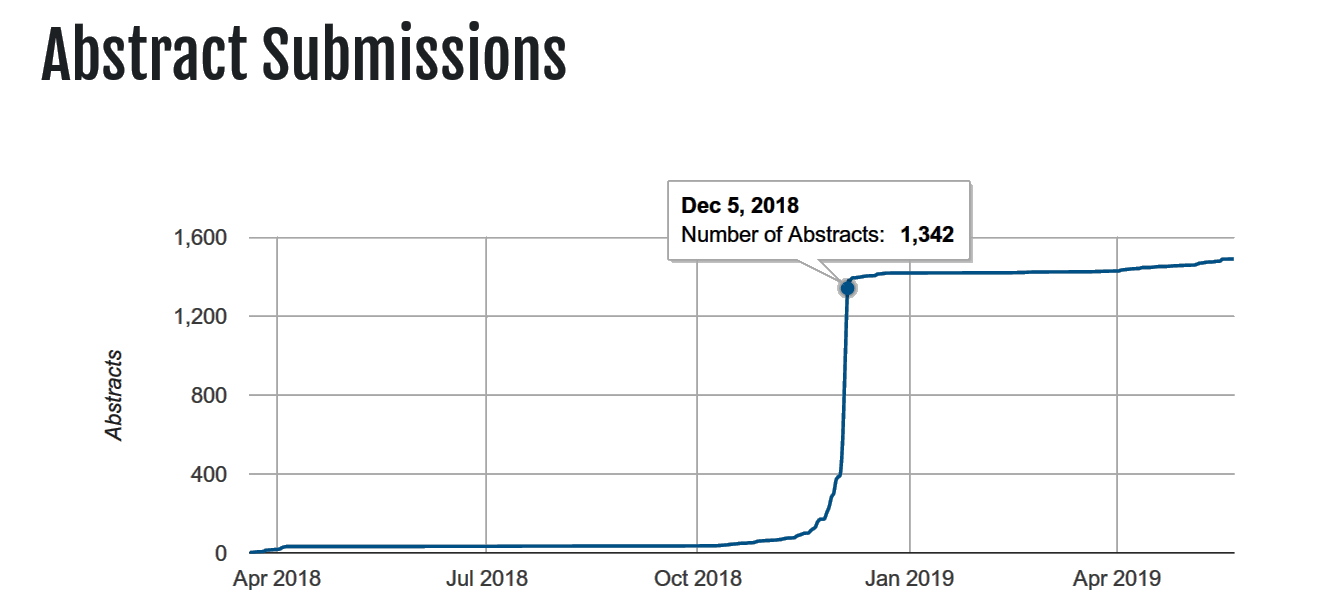 Abstract Submissions
Dec 5, 2018
Number of Abstracts: 1,342
1,600
1,200
800
400
0
Abstracts
Apr 2018 Jul 2018 Oct 2018 Jan 2019 Apr 2019